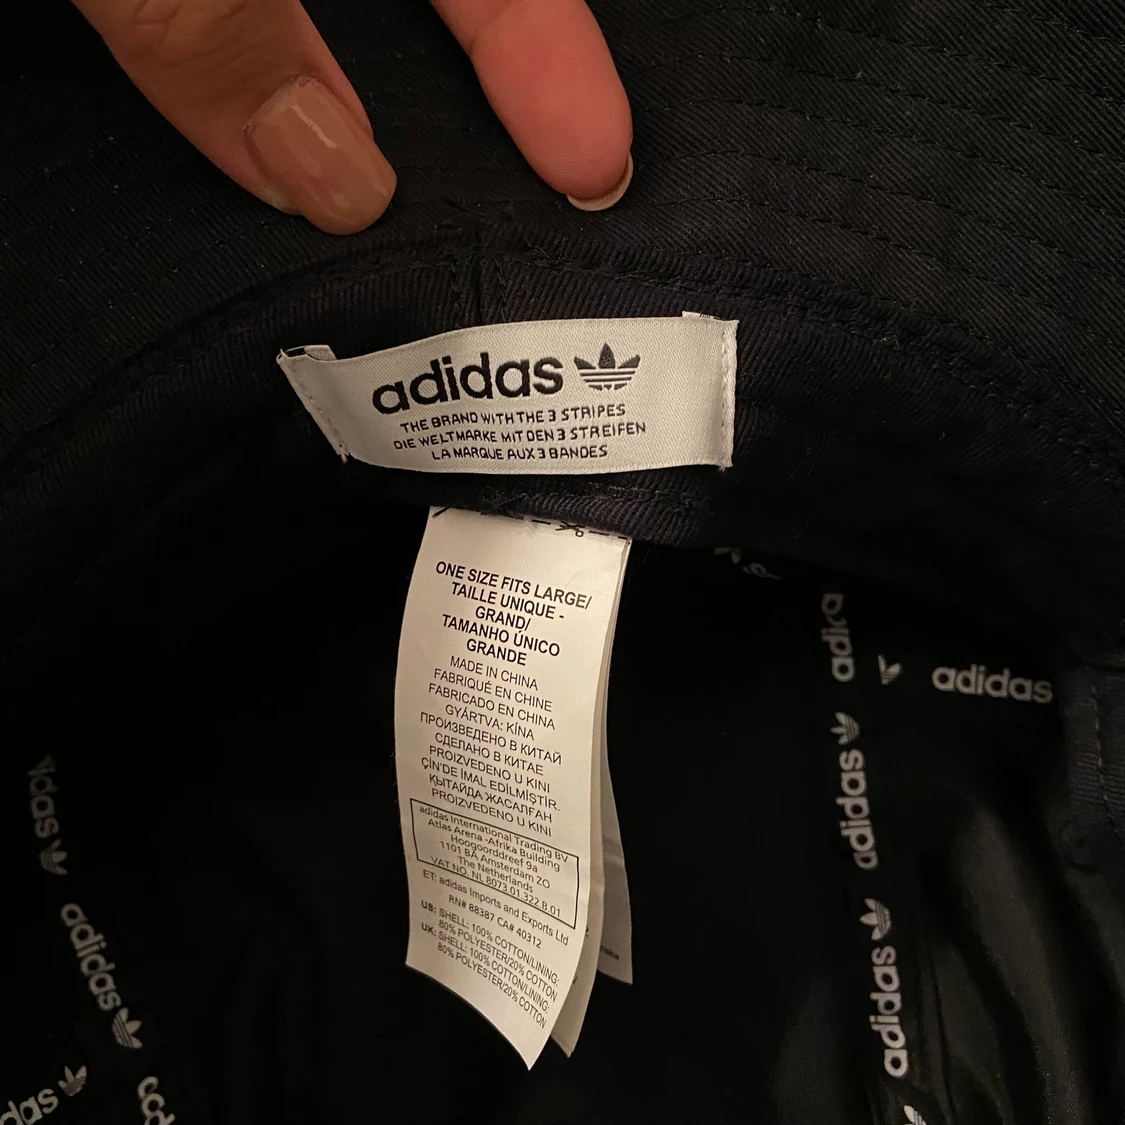 adidas
THE BRAND WITH THE 3 STRIPES
DIE WELTMARKE MIT DEN 3 STREIFEN
LA MARQUE AUX 3 BANDES
ONE SIZE FITS LARGE/
TAILLE UNIQUE -
GRAND/
TAMANHO ÚNICO
GRANDE
MADE IN CHINA
FABRIQUÉ EN CHINE
FABRICADO EN CHINA
GYÁRTVA: KÍNA
ПРОИЗВЕДЕНО В КИТАЙ
СДЕЛАНО В КИТАЕ
PROIZVEDENO U KINI
ÇİN'DE İMAL EDİLMİŞTİR.
ҚЫТАЙДА ЖАСАЛҒАН
PROIZVEDENO U KINI
adidas International Trading BV
Atlas Arena -Afrika Building
Hoogoorddreef 9a
1101 BA Amsterdam ZO
The Netherlands
VAT NO. NL 8073.01.322.B.01
ET: adidas Imports and Exports Ltd
RN# 88387 CA# 40312
US: SHELL: 100% COTTON/LINING:
80% POLYESTER/20% COTTON
UK: SHELL: 100% COTTON/LINING:
80% POLYESTER/20% COTTON
adidas
adidas
adidas
adidas
adidas